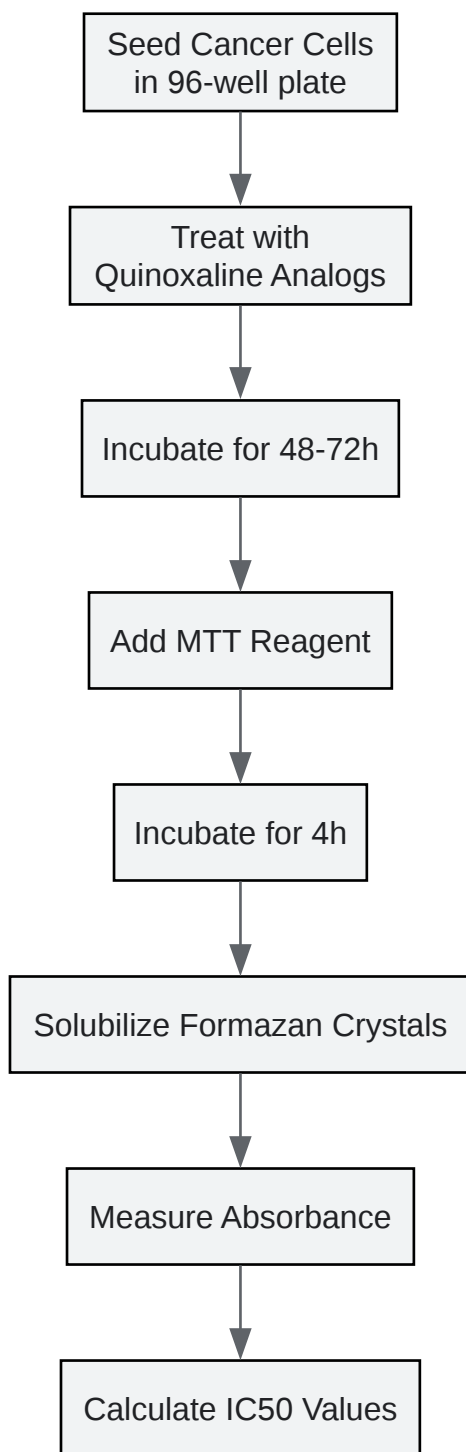 Seed Cancer Cells
in 96-well plate
Treat with
Quinoxaline Analogs
Incubate for 48-72h
Add MTT Reagent
Incubate for 4h
Solubilize Formazan Crystals
Measure Absorbance
Calculate IC50 Values